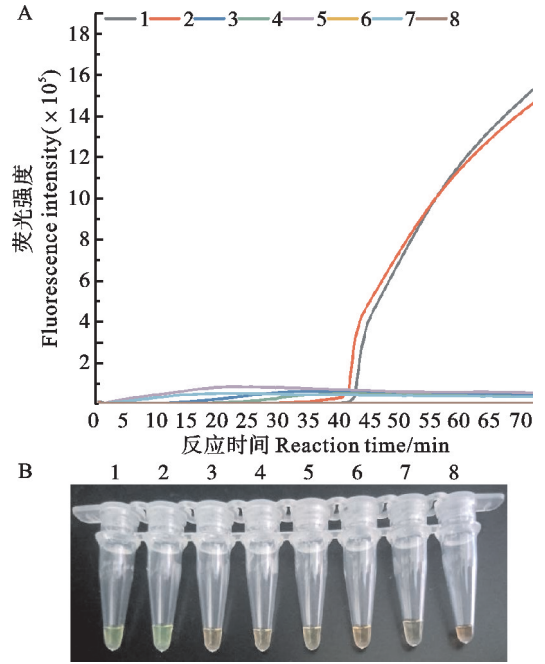 A
1 2 3 4 5 6 7 8
18
16
14
12
10
8
6
4
2
荧光强度
Fluorescence intensity(×10⁵)
0 5 10 15 20 25 30 35 40 45 50 55 60 65 70
反应时间 Reaction time/min
B
1 2 3 4 5 6 7 8